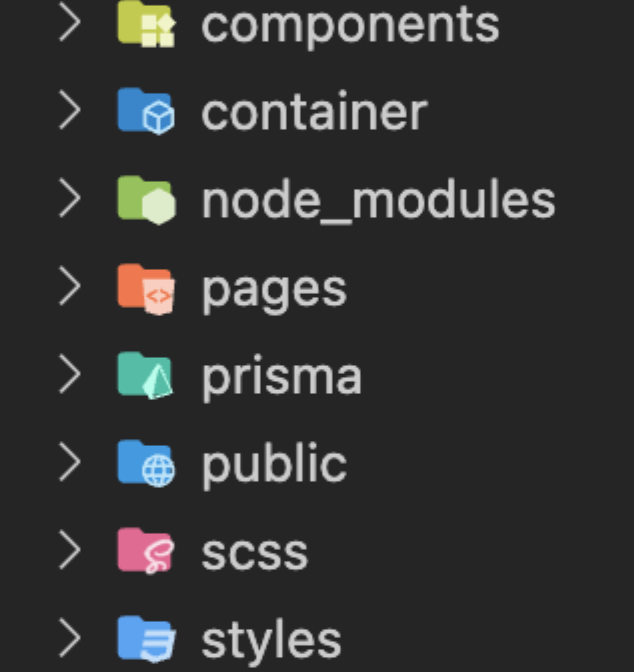 components
container
node_modules
pages
prisma
public
scss
styles